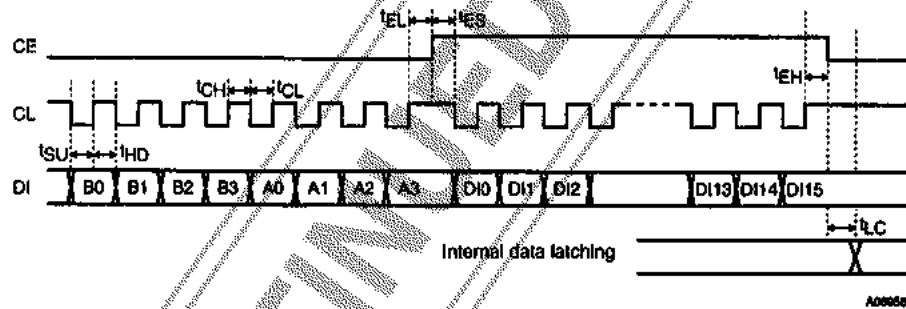 tEL tES
CE
tEH
tCH tCL
CL
tSU tHD
DI B0 B1 B2 B3 A0 A1 A2 A3 DI0 DI1 DI2 DI13 DI14 DI15
tLC
Internal data latching